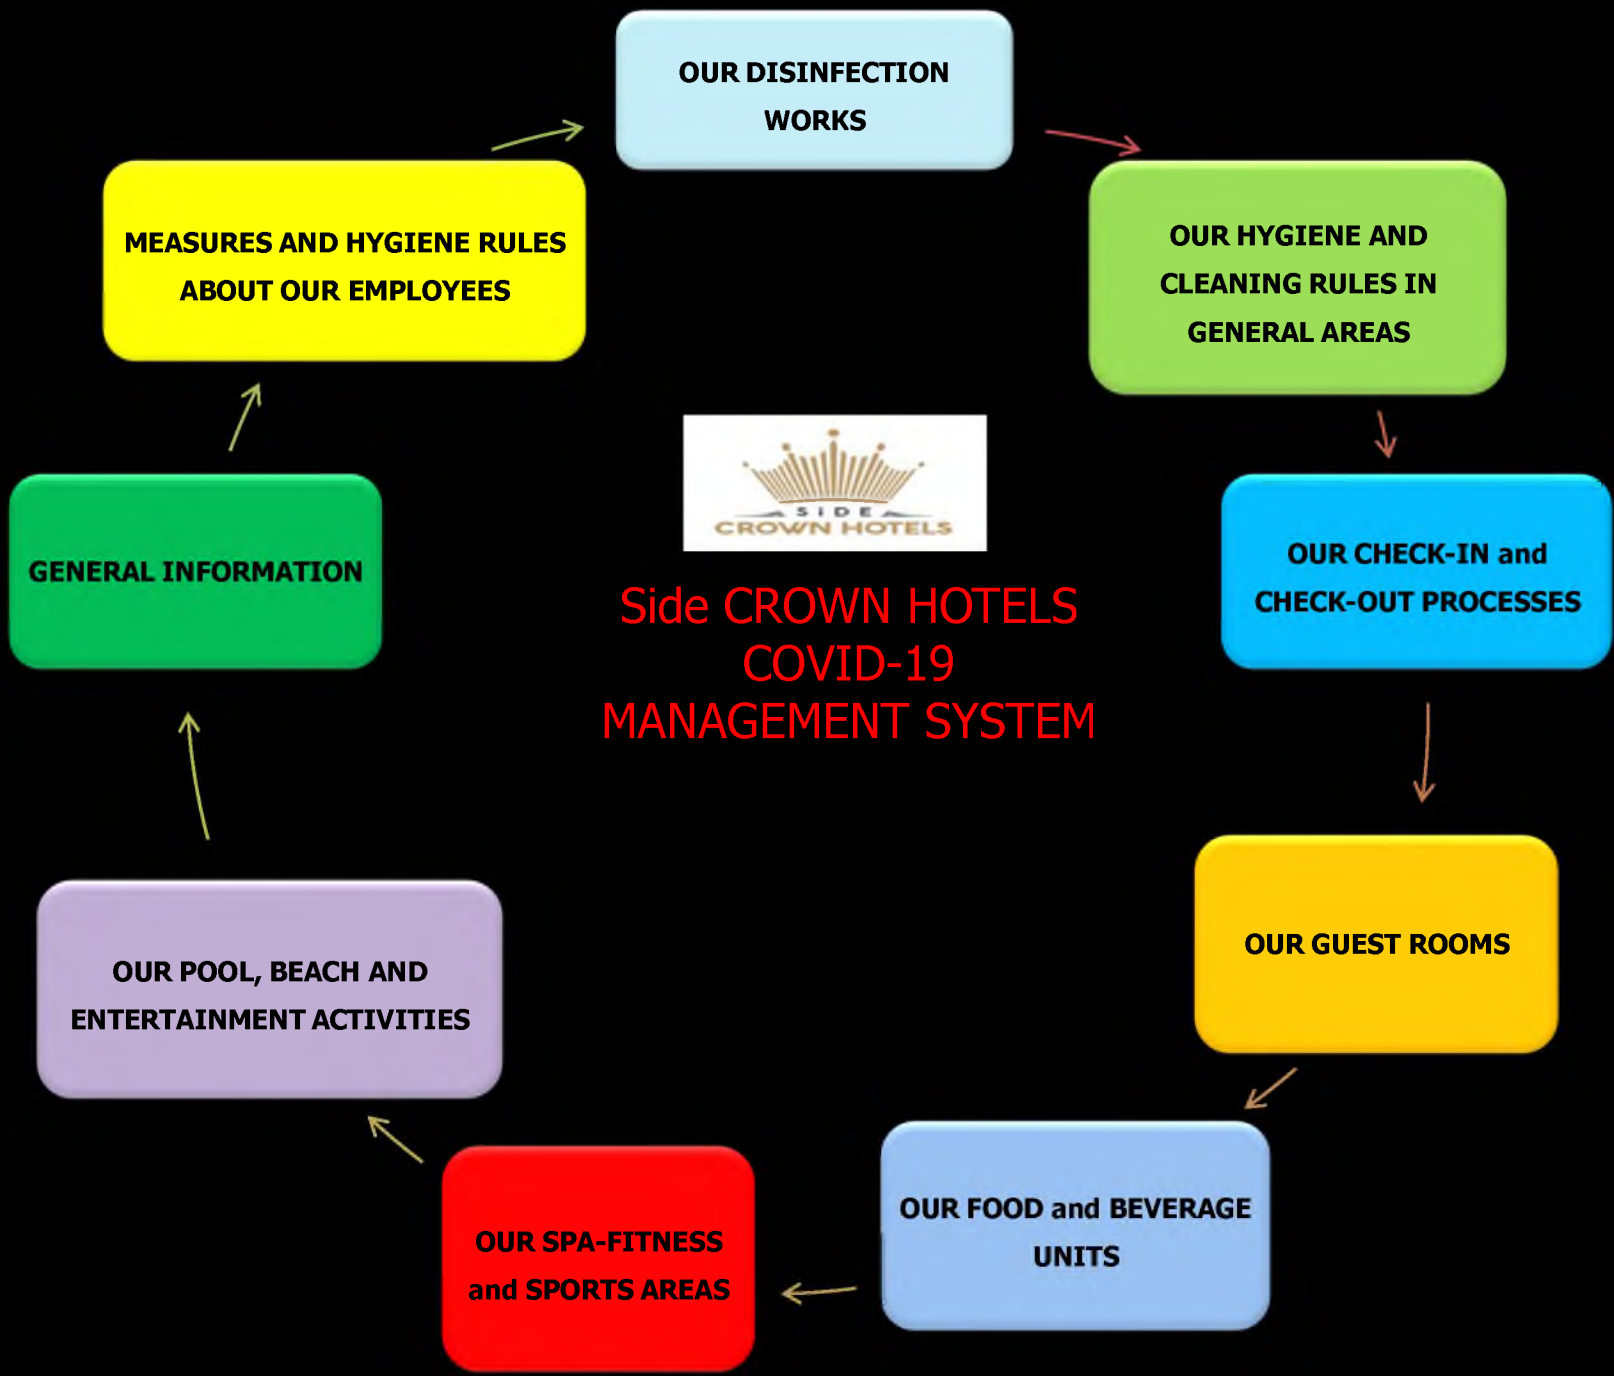 OUR DISINFECTION
WORKS
OUR HYGIENE AND
CLEANING RULES IN
GENERAL AREAS
OUR CHECK-IN and
CHECK-OUT PROCESSES
OUR GUEST ROOMS
OUR FOOD and BEVERAGE
UNITS
OUR SPA-FITNESS
and SPORTS AREAS
OUR POOL, BEACH AND
ENTERTAINMENT ACTIVITIES
GENERAL INFORMATION
MEASURES AND HYGIENE RULES
ABOUT OUR EMPLOYEES
SiDE
CROWN HOTELS
Side CROWN HOTELS
COVID-19
MANAGEMENT SYSTEM